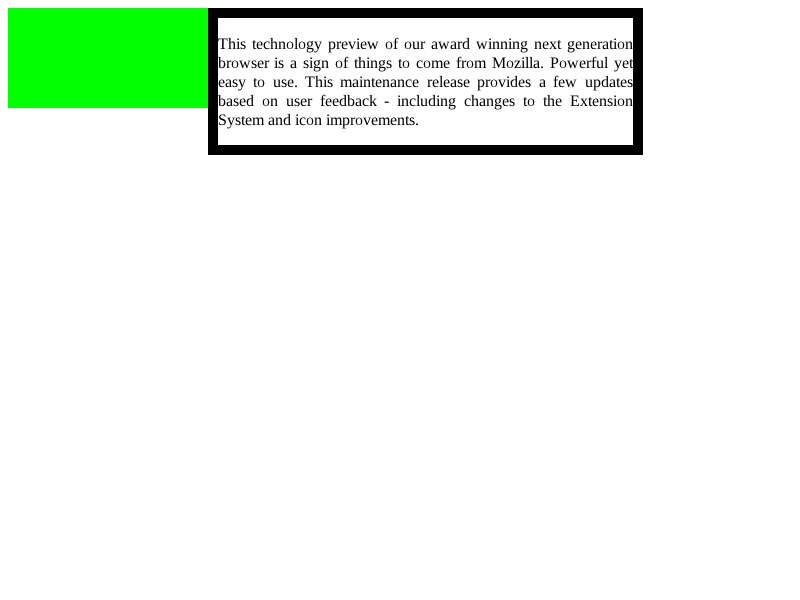 This technology preview of our award winning next generation
browser is a sign of things to come from Mozilla. Powerful yet
easy to use. This maintenance release provides a few updates
based on user feedback - including changes to the Extension
System and icon improvements.